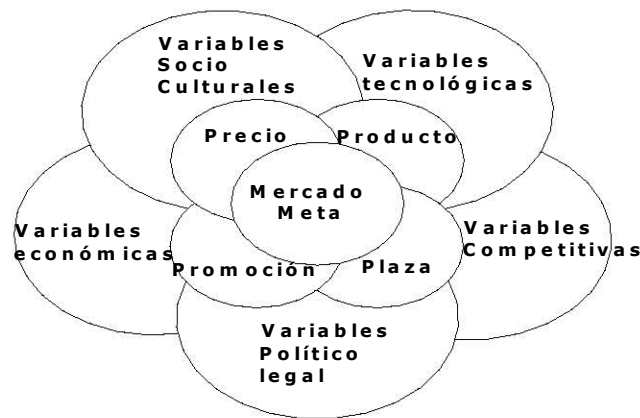 Variables
Socio
Culturales
Variables
tecnológicas
Precio
Producto
Mercado
Meta
Variables
económicas
Variables
Competitivas
Promoción
Plaza
Variables
Político
legal